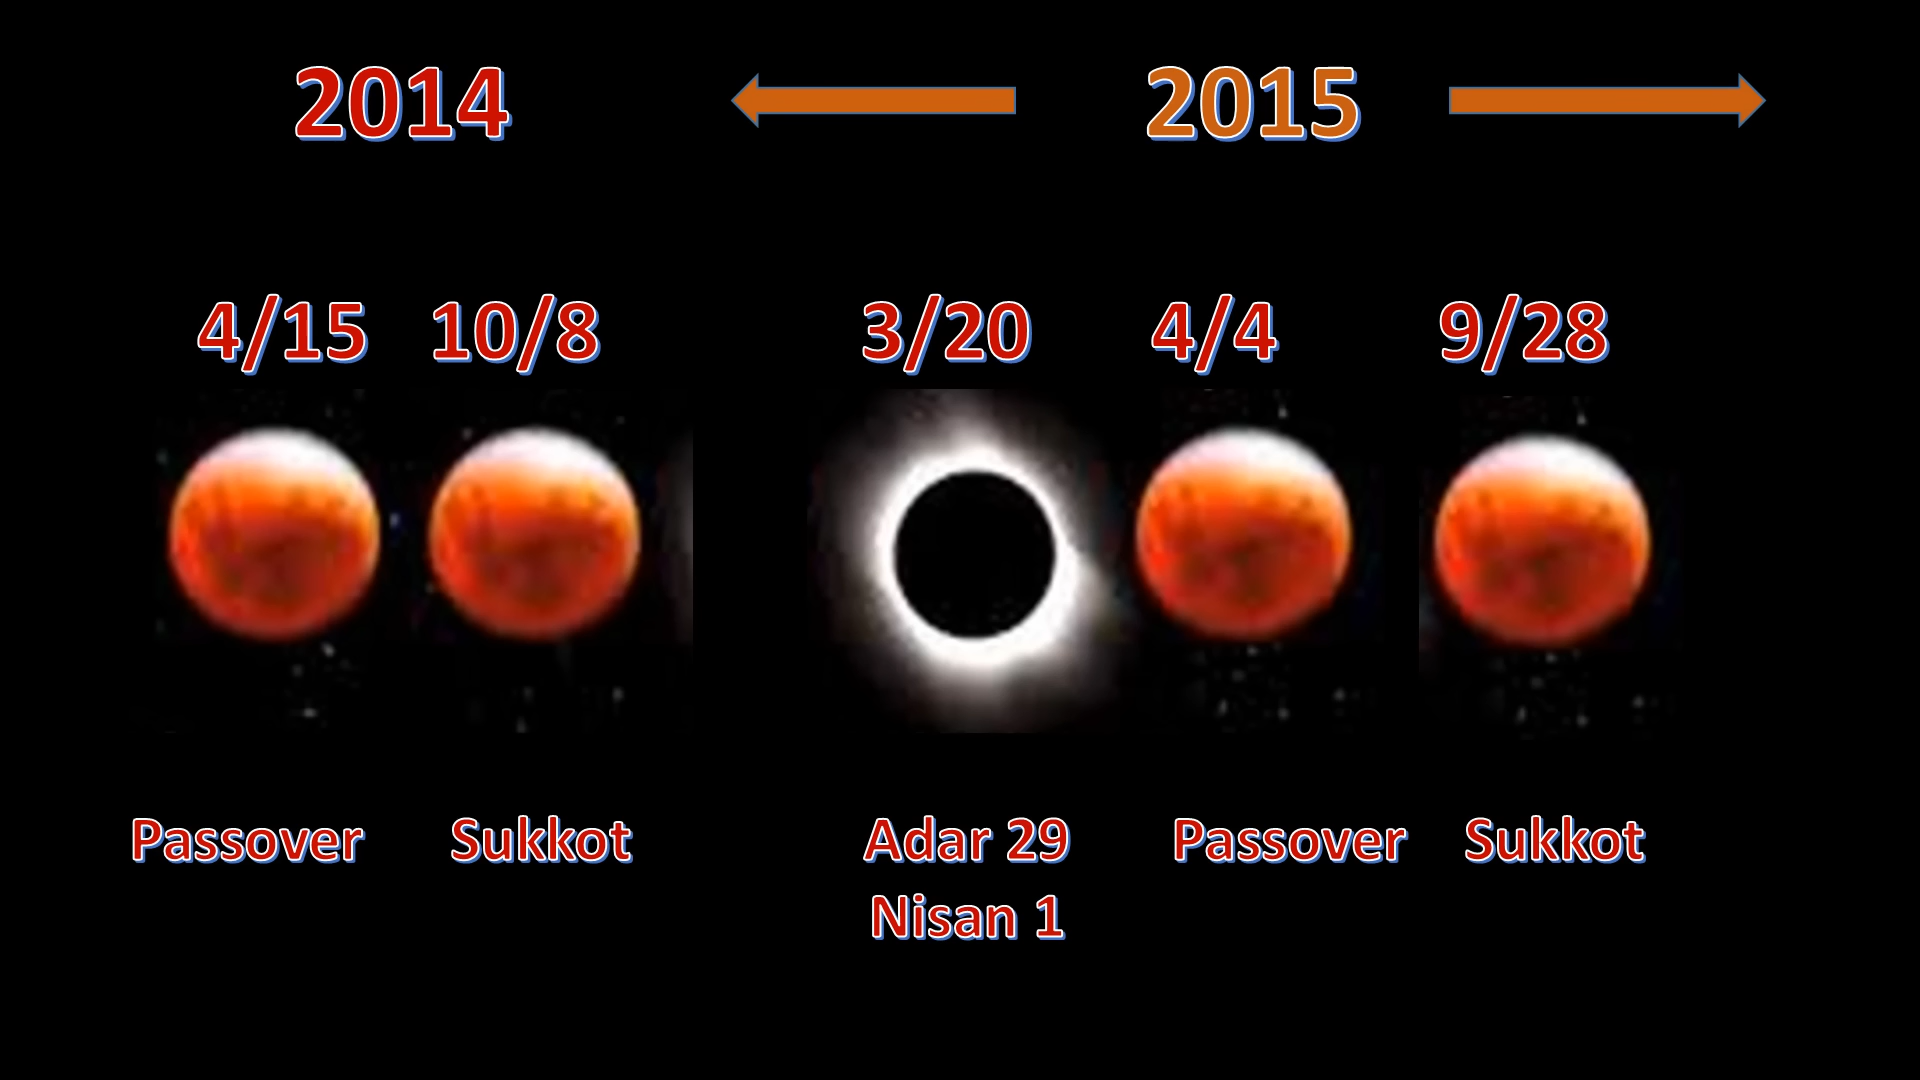 2014 2015
4/15 10/8 3/20 4/4 9/28
Passover Sukkot Adar 29 Passover Sukkot
Nisan 1